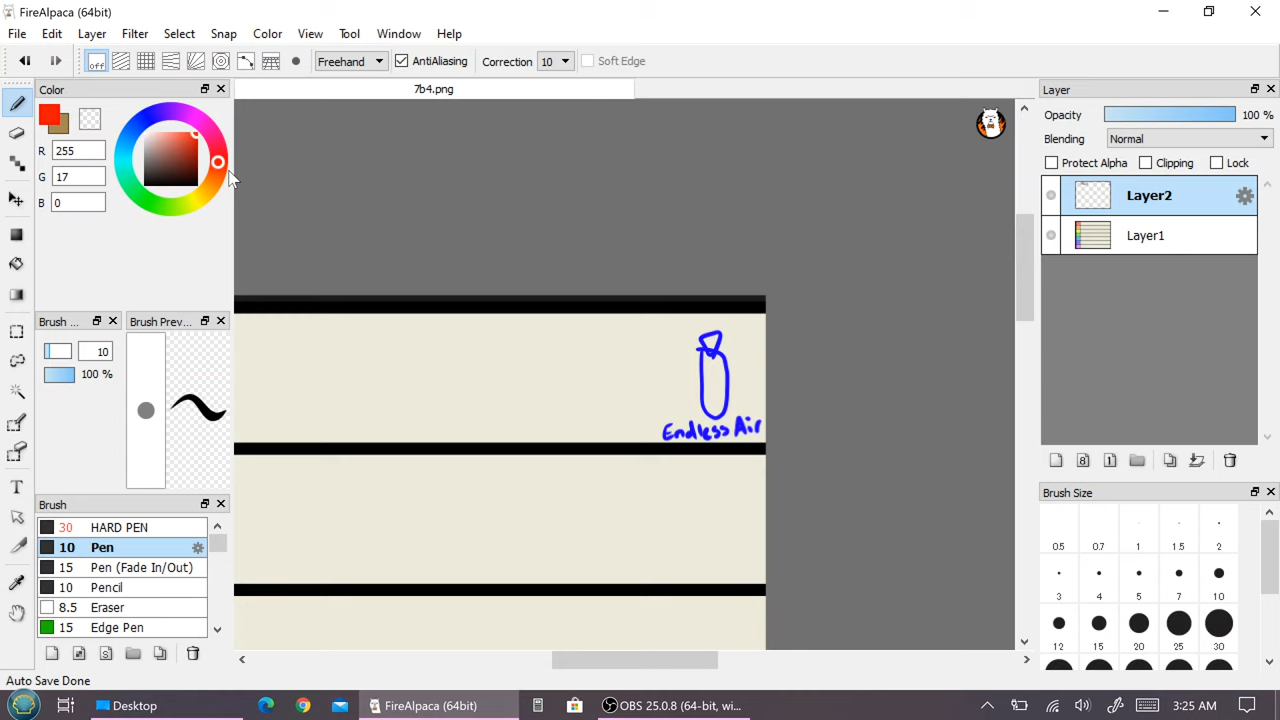 FireAlpaca (64bit)
File Edit Layer Filter Select Snap Color View Tool Window Help
off Freehand AntiAliasing Correction 10 Soft Edge
Color
7b4.png
Layer
R 255
G 17
B 0
Opacity 100 %
Blending Normal
Protect Alpha Clipping Lock
Layer2
Layer1
Brush ... Brush Prev...
10
100 %
Endless Air
Brush
30 HARD PEN
10 Pen
15 Pen (Fade In/Out)
10 Pencil
8.5 Eraser
15 Edge Pen
8 1
Brush Size
0.5 0.7 1 1.5 2
3 4 5 7 10
12 15 20 25 30
T
S
Auto Save Done
Desktop
FireAlpaca (64bit)
OBS 25.0.8 (64-bit, wi...
3:25 AM